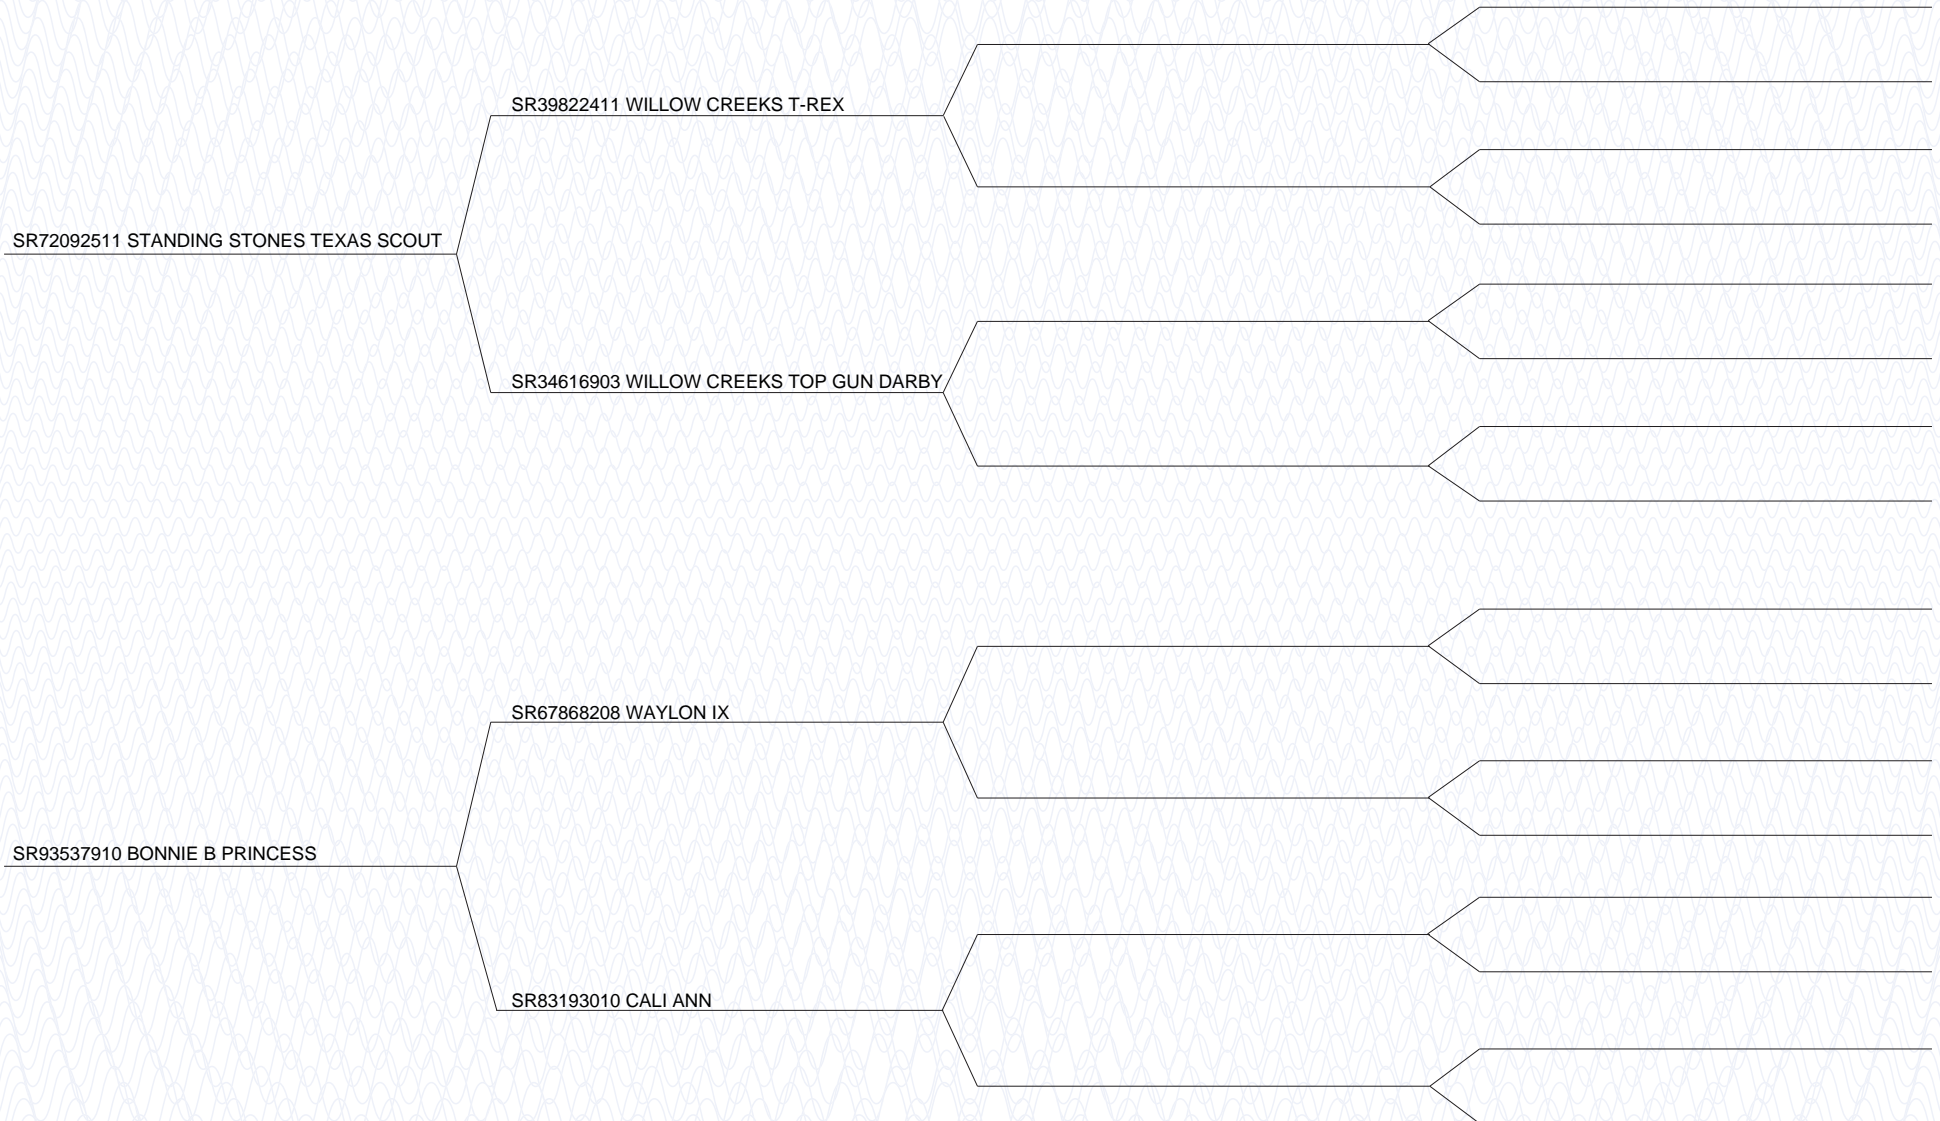 SR39822411 WILLOW CREEKS T-REX
SR72092511 STANDING STONES TEXAS SCOUT
SR34616903 WILLOW CREEKS TOP GUN DARBY
SR67868208 WAYLON IX
SR93537910 BONNIE B PRINCESS
SR83193010 CALI ANN